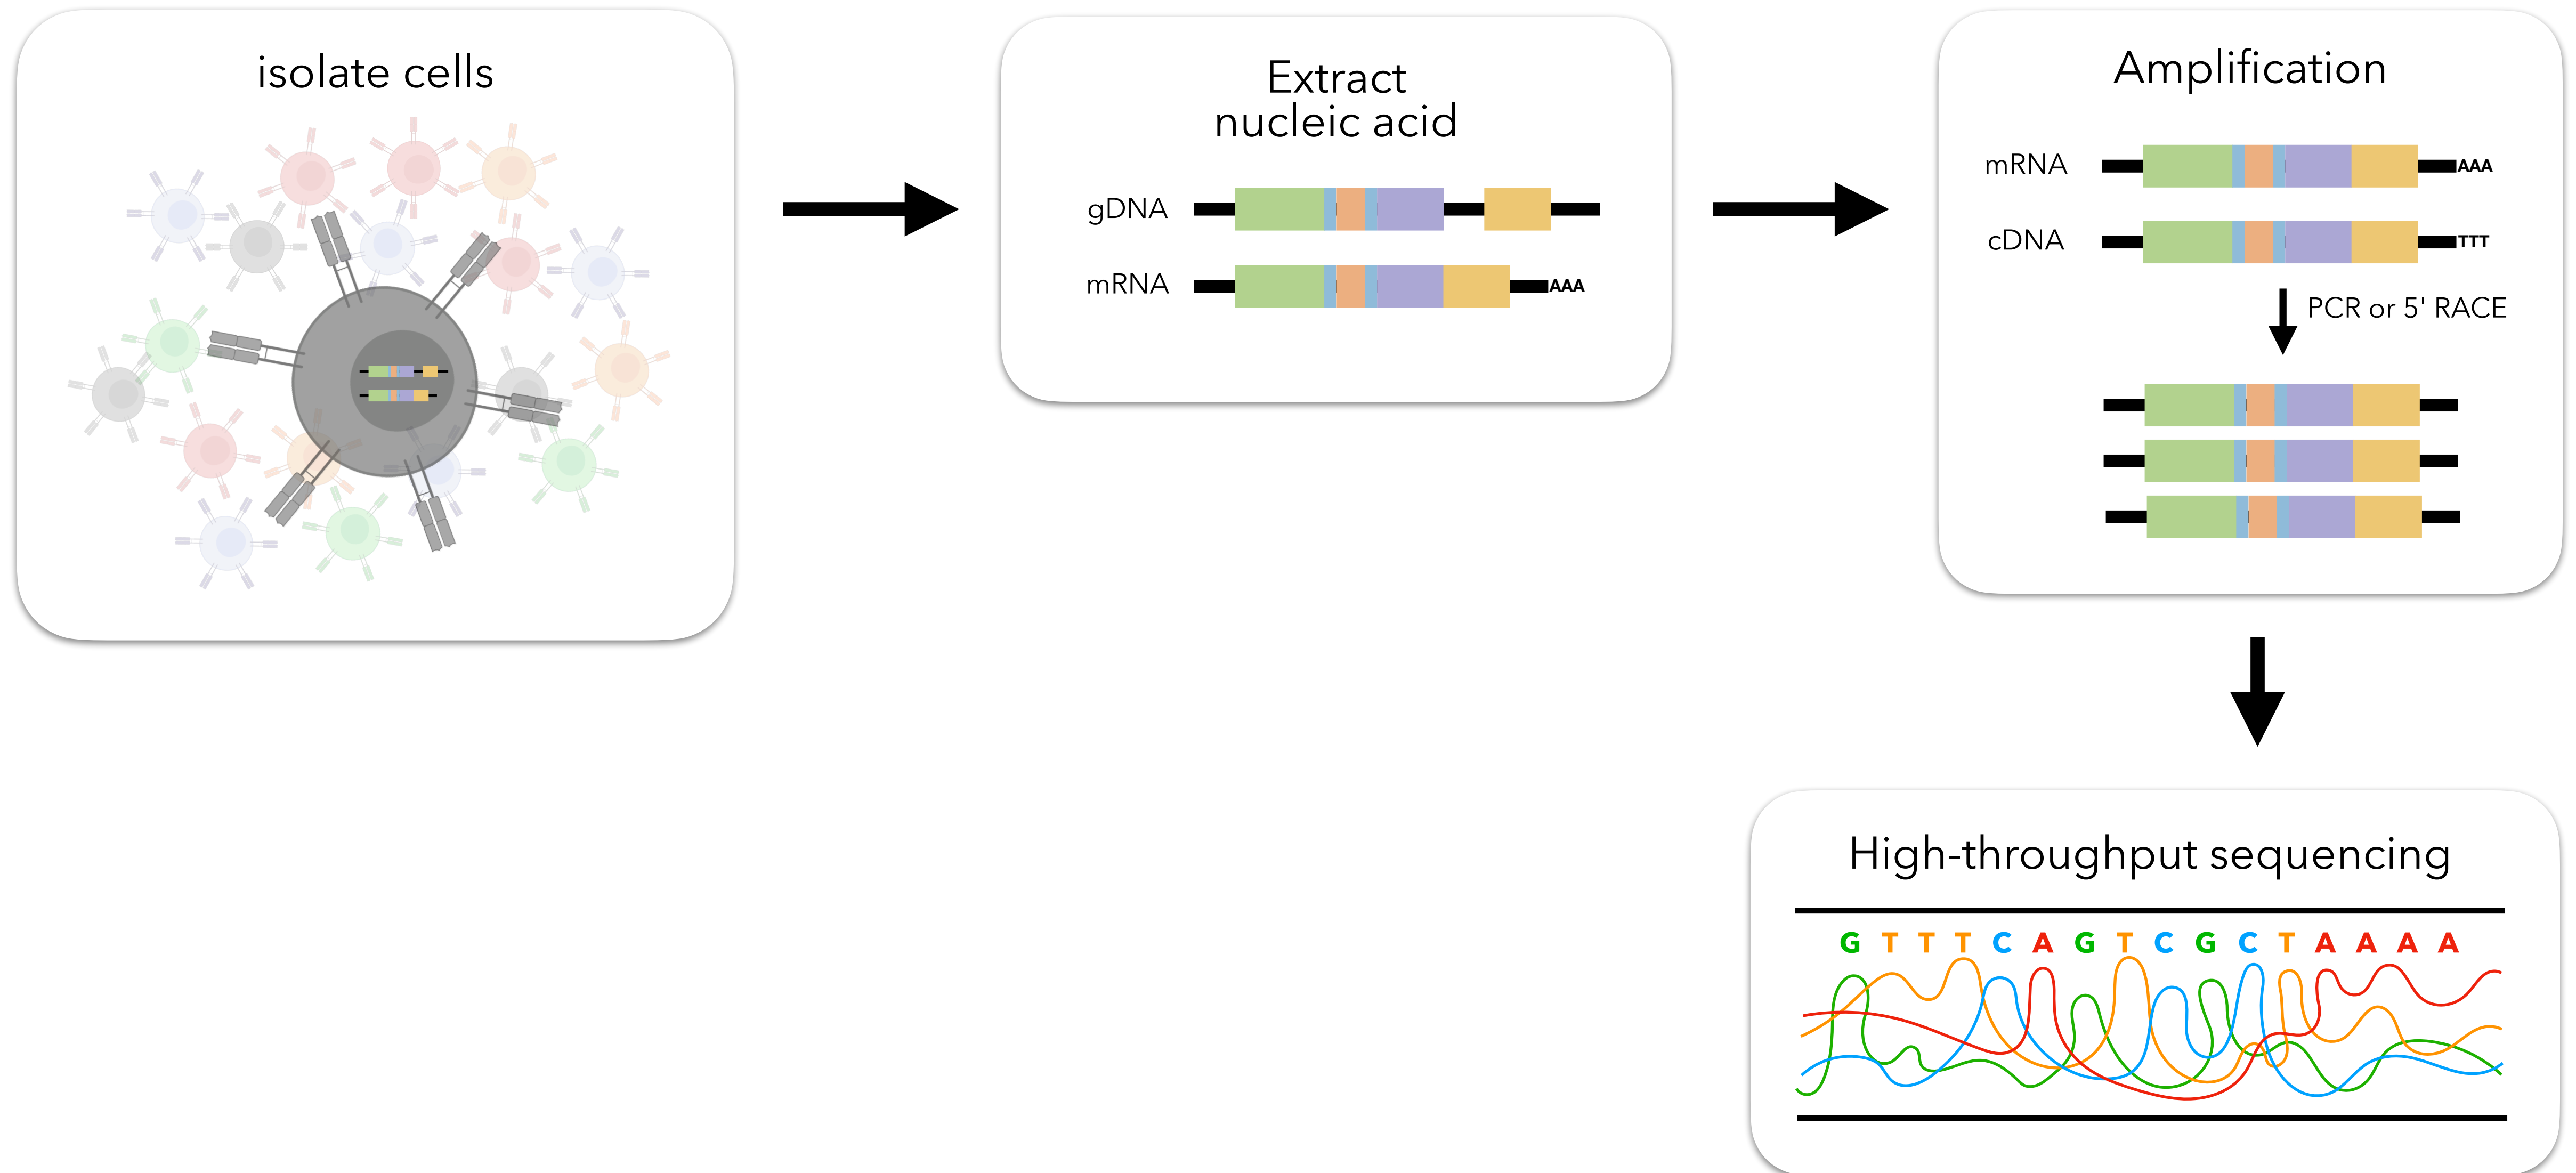 isolate cells
Extract
nucleic acid
gDNA
mRNA
AAA
Amplification
mRNA
AAA
cDNA
TTT
PCR or 5' RACE
High-throughput sequencing
G T T T C A G T C G C T A A A A